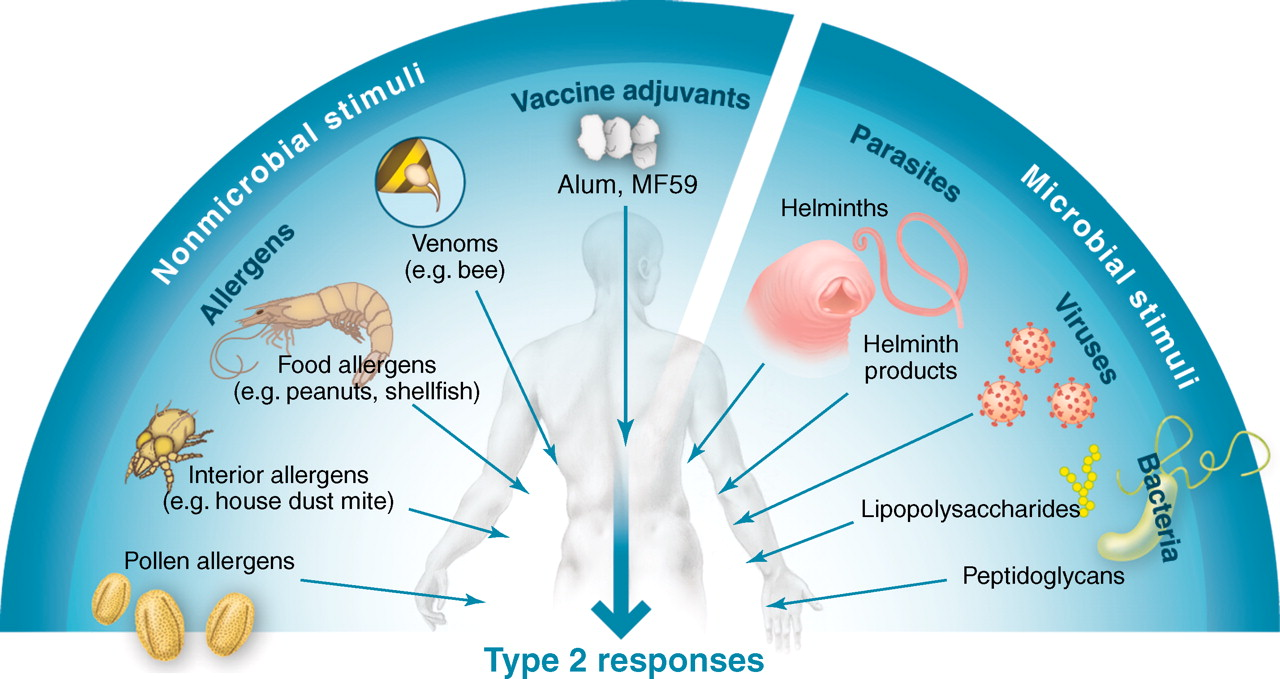 Nonmicrobial stimuli
Allergens
Venoms
(e.g. bee)
Food allergens
(e.g. peanuts, shellfish)
Interior allergens
(e.g. house dust mite)
Pollen allergens
Vaccine adjuvants
Alum, MF59
Microbial stimuli
Parasites
Helminths
Helminth
products
Viruses
Bacteria
Lipopolysaccharides
Peptidoglycans
Type 2 responses